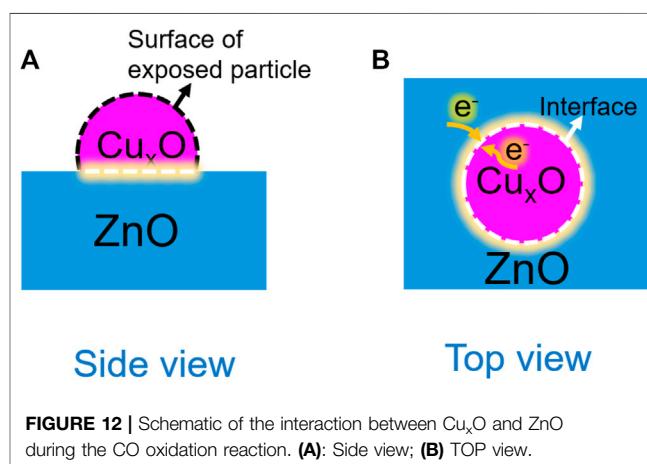 A
Surface of
exposed particle
CuₓO
ZnO
Side view
B
e⁻
Interface
e⁻
CuₓO
ZnO
Top view
FIGURE 12 | Schematic of the interaction between CuₓO and ZnO
during the CO oxidation reaction. (A): Side view; (B) TOP view.